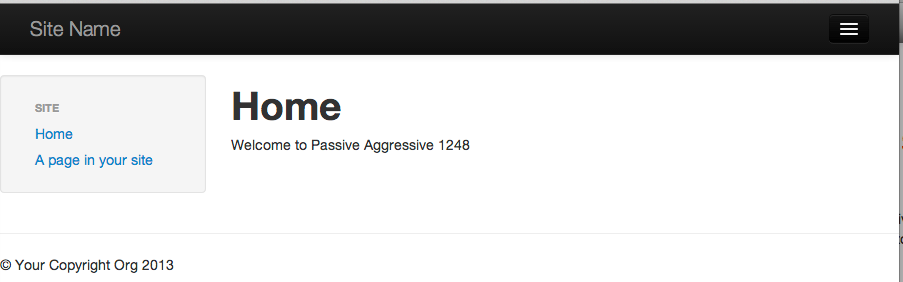 Site Name
SITE
Home
A page in your site
Home
Welcome to Passive Aggressive 1248
© Your Copyright Org 2013